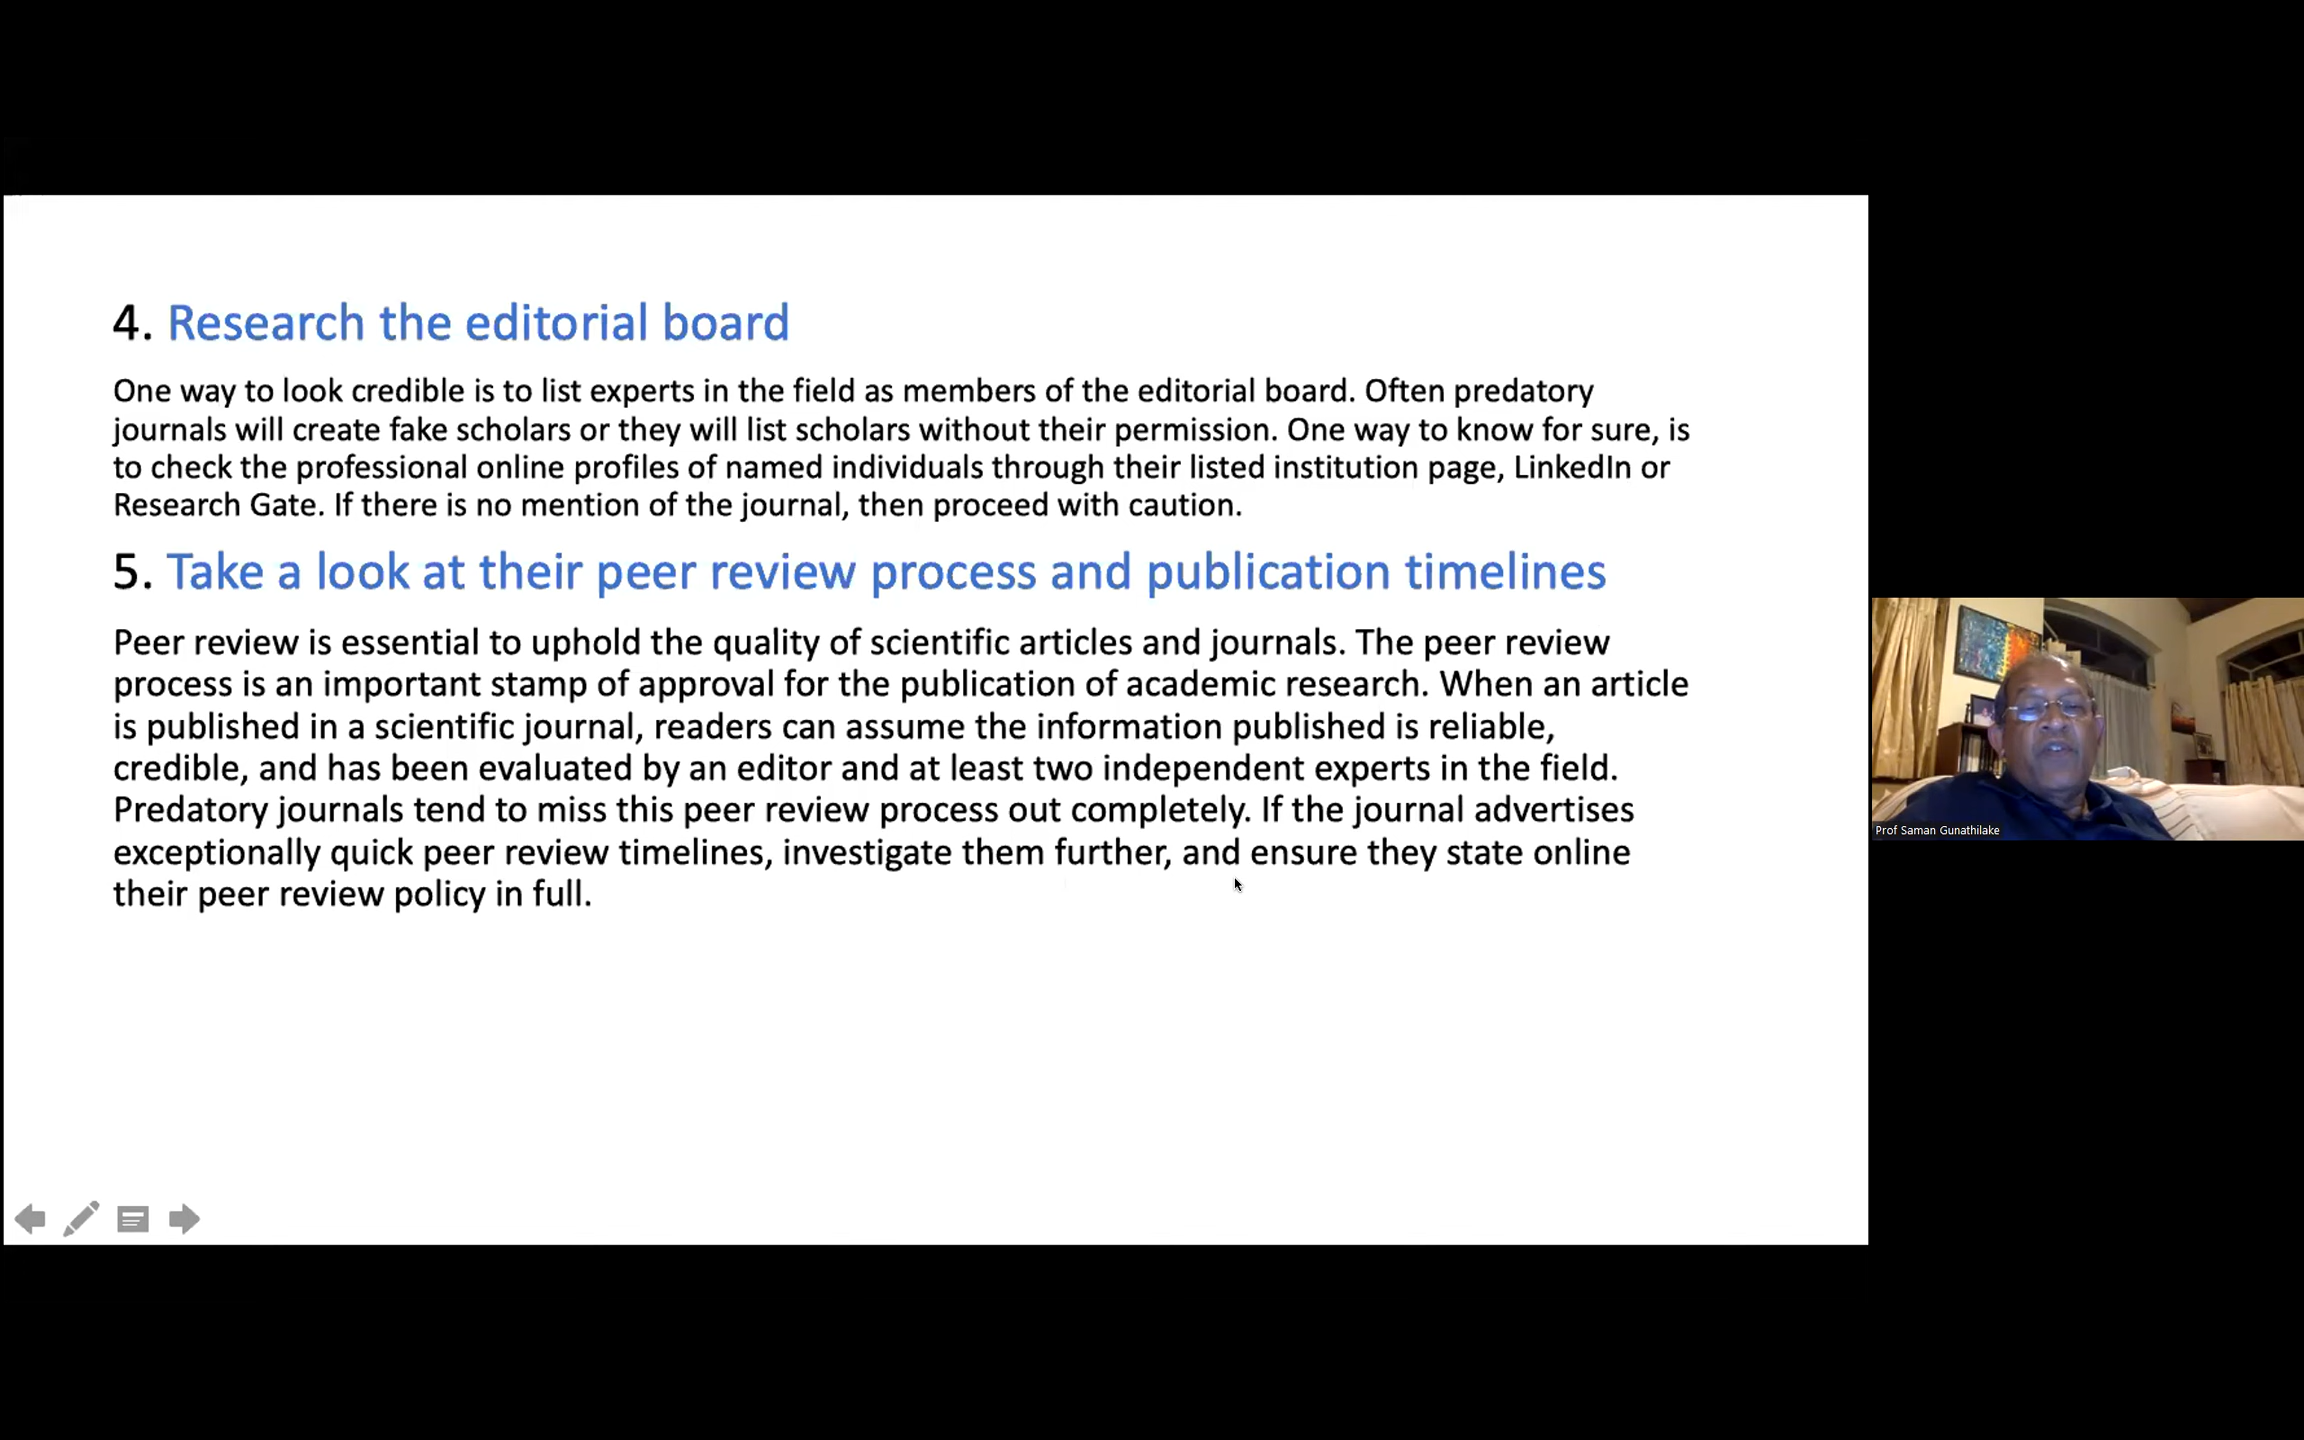 4. Research the editorial board
One way to look credible is to list experts in the field as members of the editorial board. Often predatory
journals will create fake scholars or they will list scholars without their permission. One way to know for sure, is
to check the professional online profiles of named individuals through their listed institution page, LinkedIn or
Research Gate. If there is no mention of the journal, then proceed with caution.
5. Take a look at their peer review process and publication timelines
Peer review is essential to uphold the quality of scientific articles and journals. The peer review
process is an important stamp of approval for the publication of academic research. When an article
is published in a scientific journal, readers can assume the information published is reliable,
credible, and has been evaluated by an editor and at least two independent experts in the field.
Predatory journals tend to miss this peer review process out completely. If the journal advertises
exceptionally quick peer review timelines, investigate them further, and ensure they state online
their peer review policy in full.
Prof Saman Gunathilake